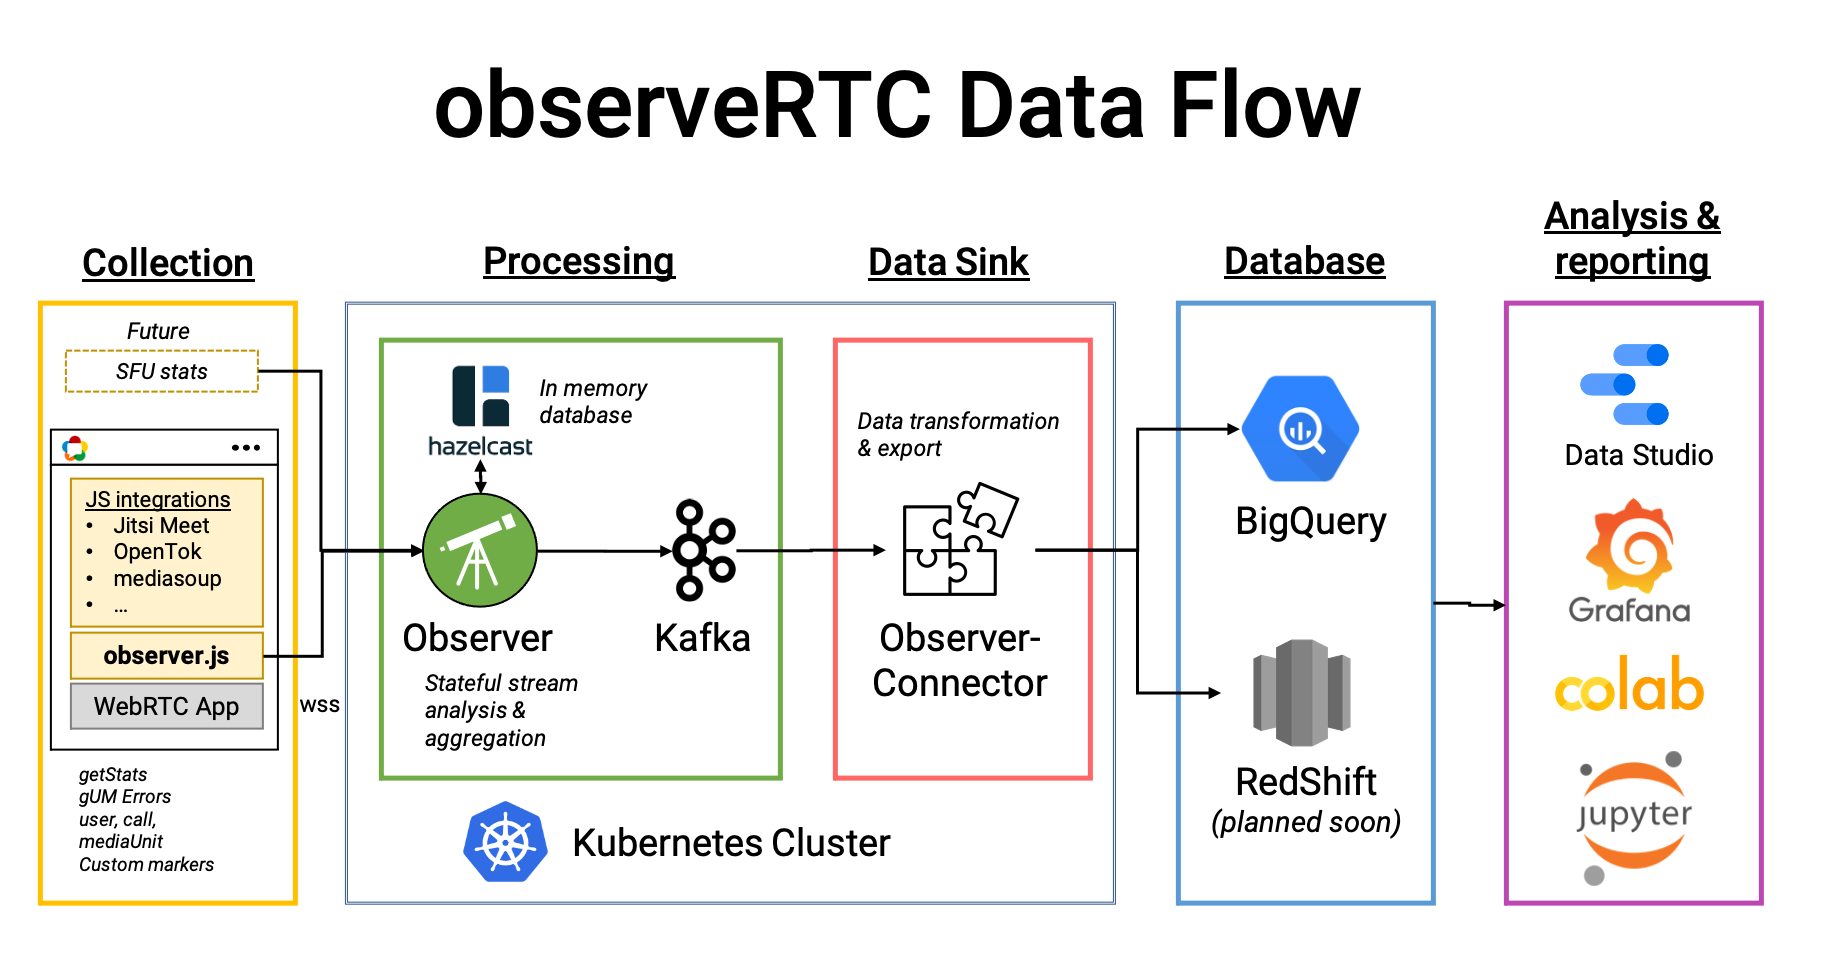 observeRTC Data Flow
Collection
Future
SFU stats
JS integrations
• Jitsi Meet
• OpenTok
• mediasoup
• ...
observer.js
WebRTC App
getStats
gUM Errors
user, call,
mediaUnit
Custom markers
wss
Processing
hazelcast
In memory
database
Observer
Stateful stream
analysis &
aggregation
Kafka
Data Sink
Data transformation
& export
Observer-
Connector
Kubernetes Cluster
Database
BigQuery
RedShift
(planned soon)
Analysis &
reporting
Data Studio
Grafana
colab
jupyter